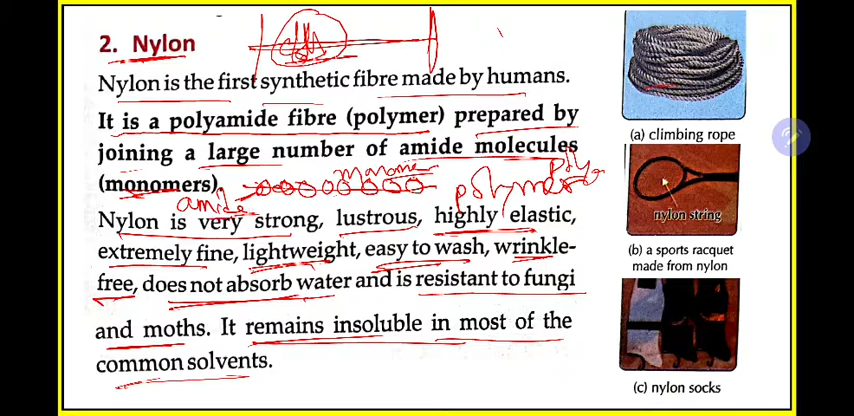 2. Nylon
Nylon is the first synthetic fibre made by humans.
It is a polyamide fibre (polymer) prepared by
joining a large number of amide molecules
(monomers).
monome
poly
amide
polymer
Nylon is very strong, lustrous, highly elastic,
extremely fine, lightweight, easy to wash, wrinkle-
free, does not absorb water and is resistant to fungi
and moths. It remains insoluble in most of the
common solvents.
(a) climbing rope
nylon string
(b) a sports racquet
made from nylon
(c) nylon socks